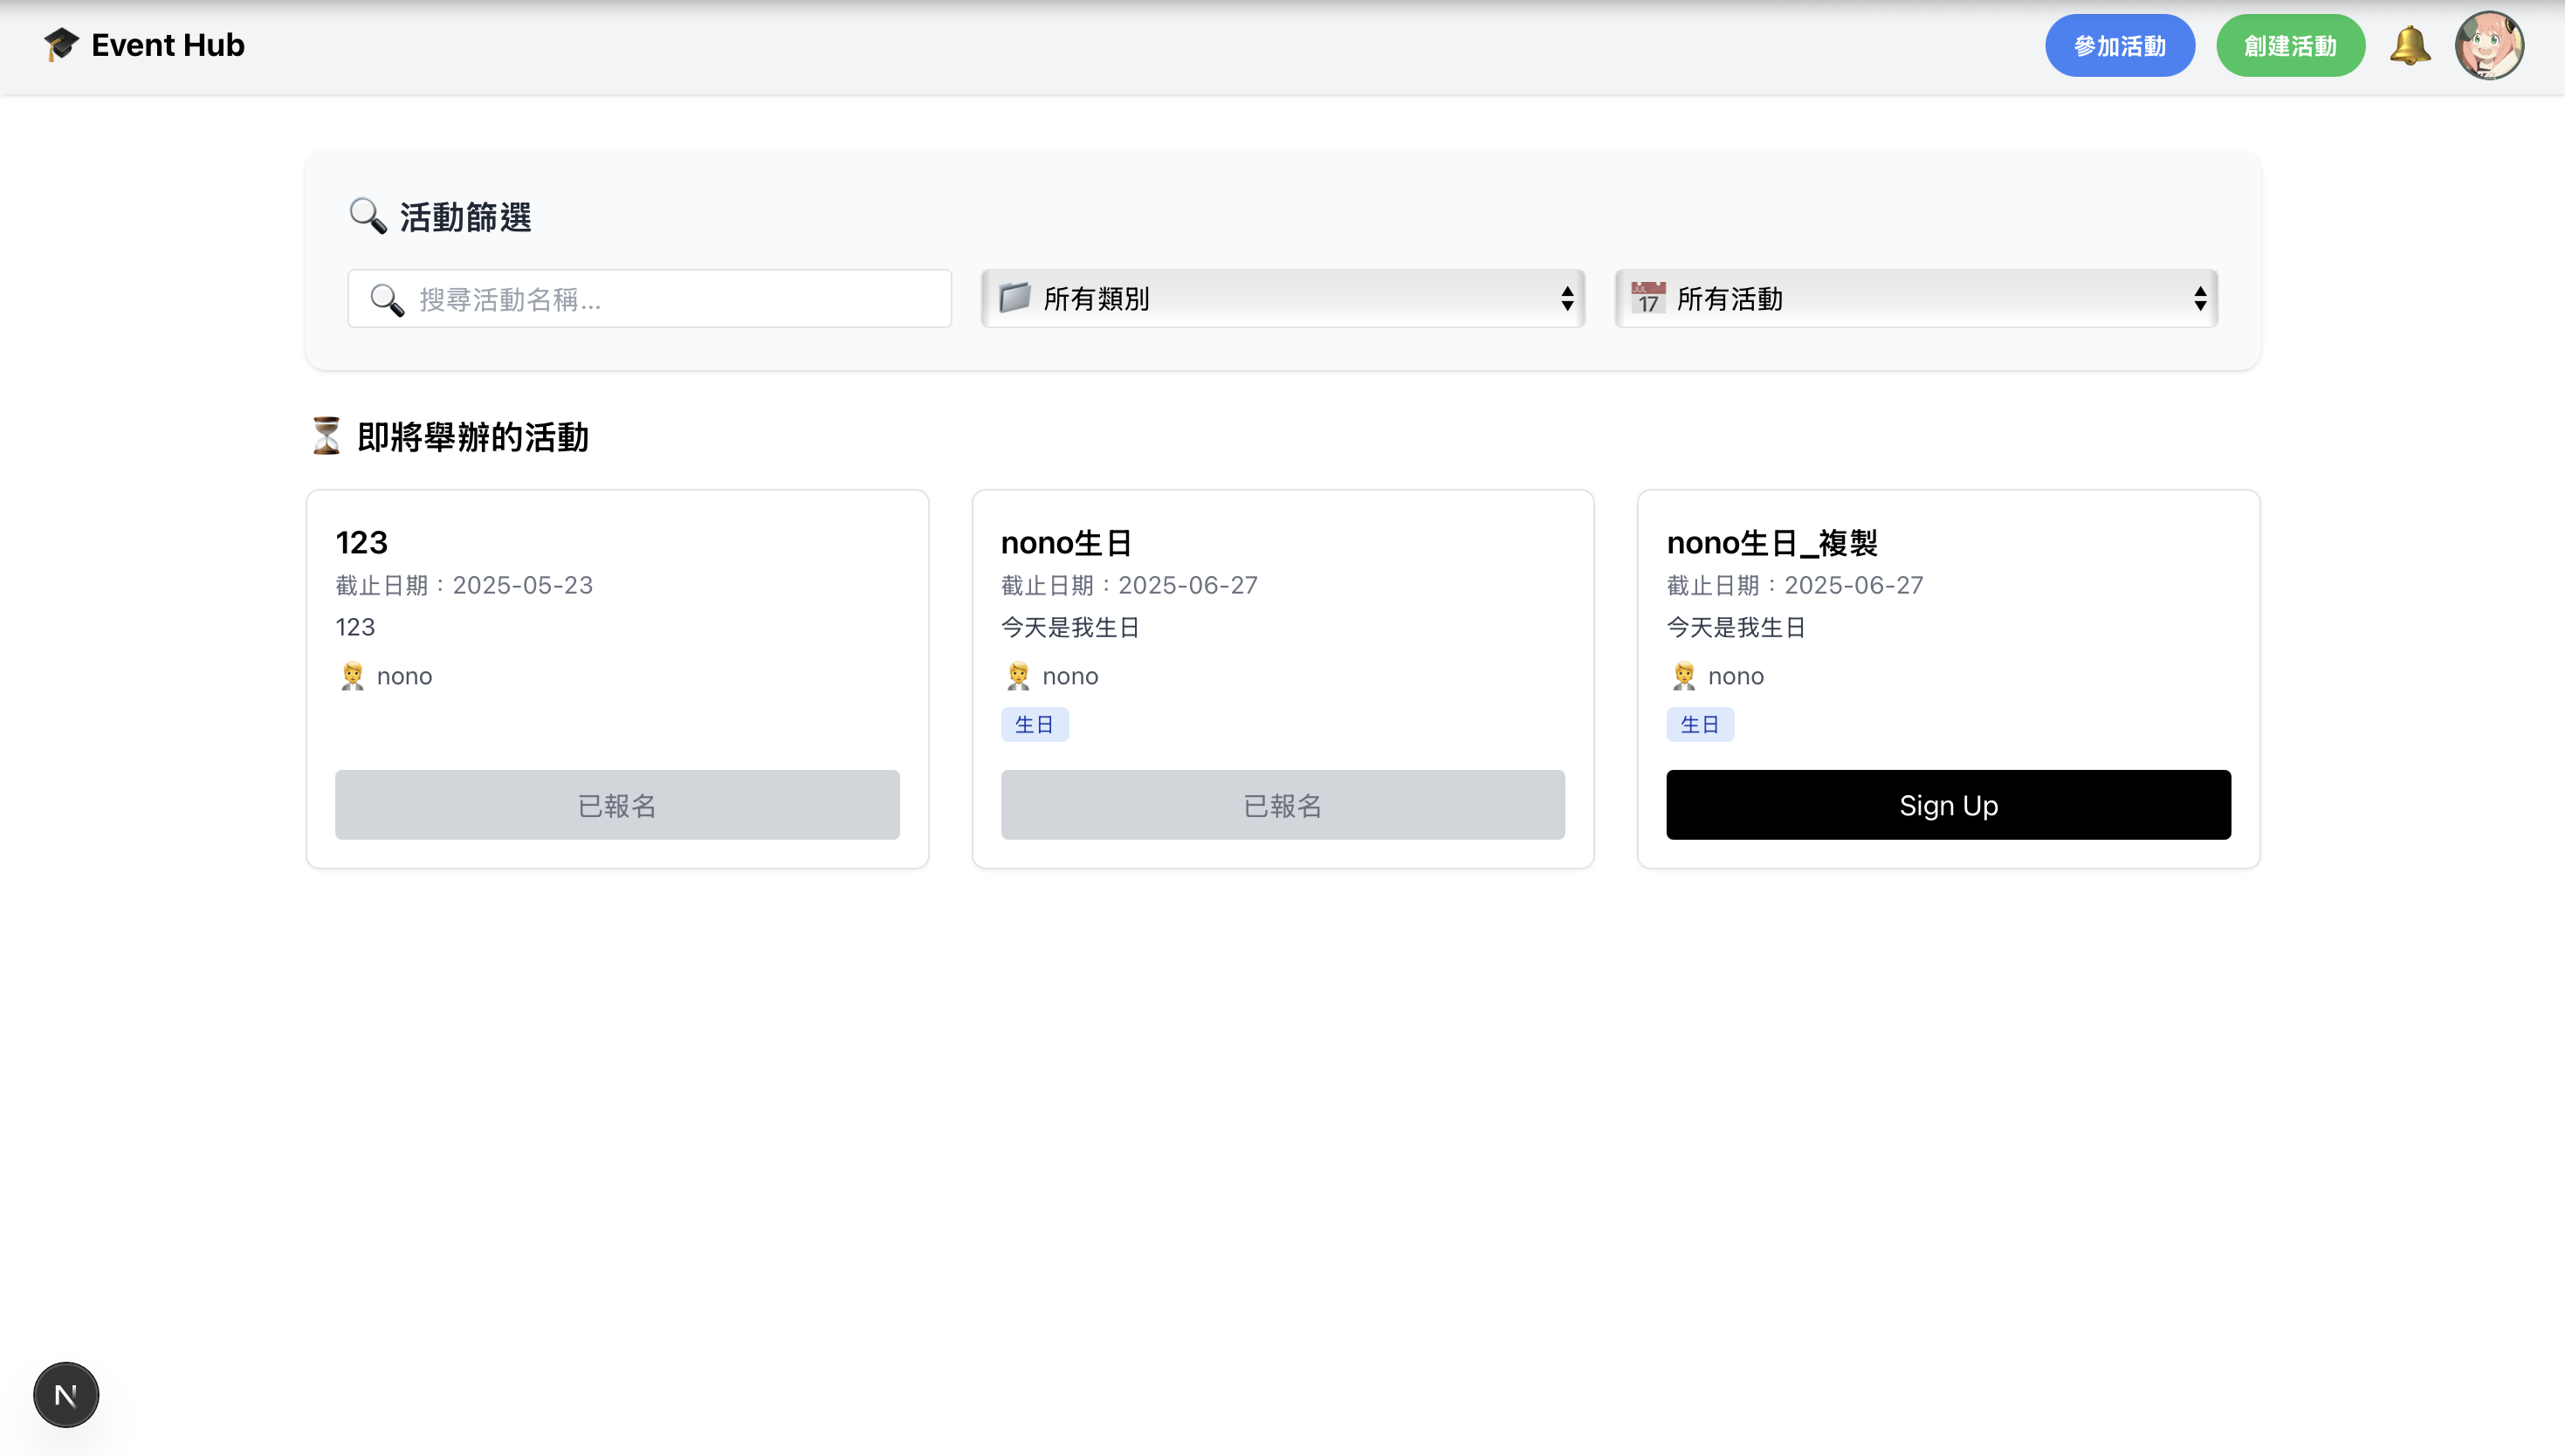 Event Hub
參加活動
創建活動
活動篩選
搜尋活動名稱...
所有類別
JUL
17
所有活動
即將舉辦的活動
123
截止日期：2025-05-23
123
nono
已報名
nono生日
截止日期：2025-06-27
今天是我生日
nono
生日
已報名
nono生日_複製
截止日期：2025-06-27
今天是我生日
nono
生日
Sign Up
N